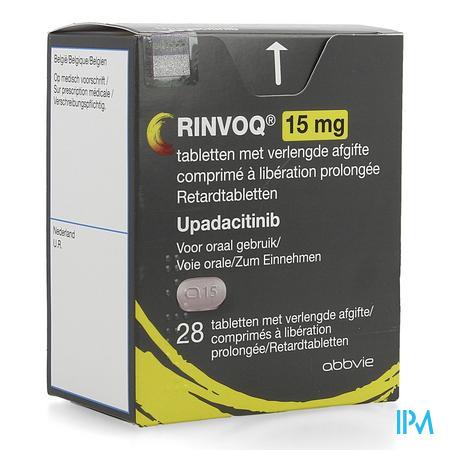 België/Belgique/Belgien
Op medisch voorschrift /
Sur prescription médicale /
Verschreibungspflichtig.
Nederland
U.R.
RINVOQ® 15 mg
tabletten met verlengde afgifte
comprimé à libération prolongée
Retardtabletten
Upadacitinib
Voor oraal gebruik/
Voie orale/Zum Einnehmen
a15
28 tabletten met verlengde afgifte/
comprimés à libération
prolongée/Retardtabletten
abbvie
IPM